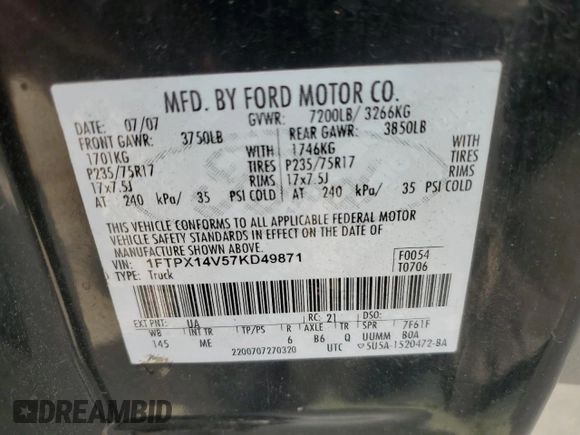 MFD. BY FORD MOTOR CO.
DATE: 07/07 GVWR: 7200LB/ 3266KG
FRONT GAWR: 3750LB REAR GAWR: 3850LB
1701KG WITH 1746KG WITH
P235/75R17 TIRES P235/75R17 TIRES
17x7.5J RIMS 17x7.5J RIMS
AT 240 kPa/ 35 PSI COLD AT 240 kPa/ 35 PSI COLD
THIS VEHICLE CONFORMS TO ALL APPLICABLE FEDERAL MOTOR
VEHICLE SAFETY STANDARDS IN EFFECT ON THE DATE OF
MANUFACTURE SHOWN ABOVE.
VIN: 1FTPX14V57KD49871 F0054
TYPE: Truck T0706
EXT PNT: UA RC: 21 DSO:
WB INT TR TP/PS R AXLE TR SPR 7F61F
145 ME 6 B6 Q UUMM B0A
2200707270320 UTC 5U5A-1520472-BA
DREAMBID